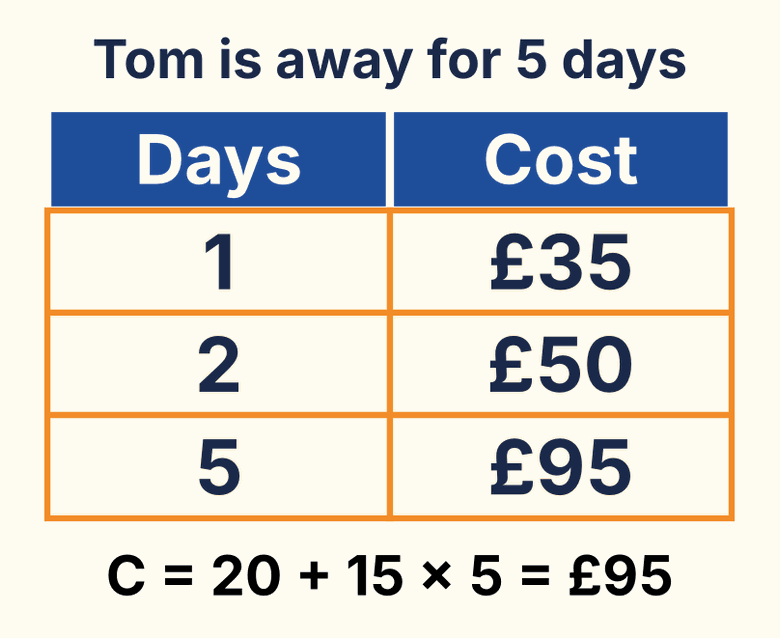 Tom is away for 5 days
Days Cost
1 £35
2 £50
5 £95
C = 20 + 15 × 5 = £95